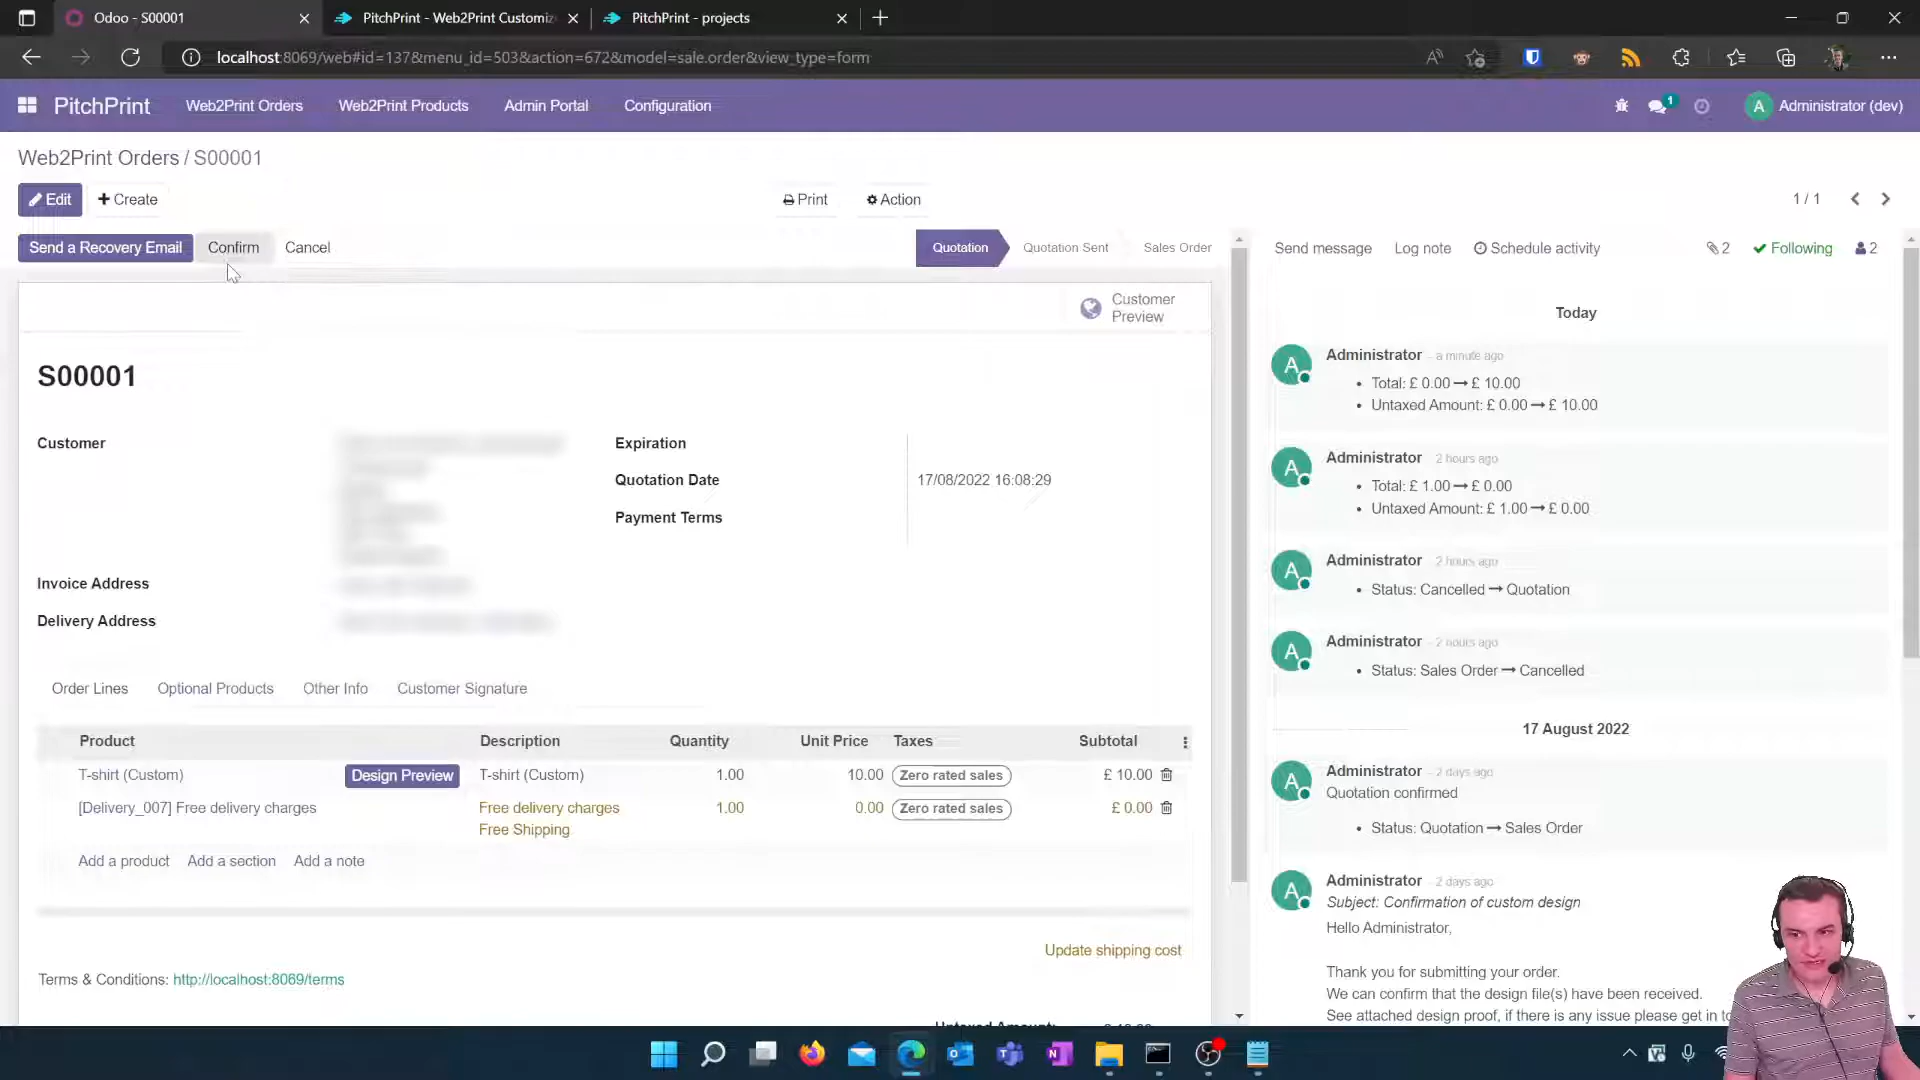 Odoo - S00001
PitchPrint - Web2Print Customiz
PitchPrint - projects
localhost:8069/web#id=137&menu_id=503&action=672&model=sale.order&view_type=form
PitchPrint
Web2Print Orders
Web2Print Products
Admin Portal
Configuration
1
A
Administrator (dev)
Web2Print Orders / S00001
Edit
Create
Print
Action
1 / 1
Send a Recovery Email
Confirm
Cancel
Quotation
Quotation Sent
Sales Order
Send message
Log note
Schedule activity
2
Following
2
Customer Preview
S00001
Customer
Expiration
Quotation Date
17/08/2022 16:08:29
Payment Terms
Invoice Address
Delivery Address
Order Lines
Optional Products
Other Info
Customer Signature
Product Description Quantity Unit Price Taxes Subtotal
T-shirt (Custom) Design Preview T-shirt (Custom) 1.00 10.00 Zero rated sales £ 10.00
[Delivery_007] Free delivery charges Free delivery charges 1.00 0.00 Zero rated sales £ 0.00
Free Shipping
Add a product
Add a section
Add a note
Update shipping cost
Terms & Conditions: http://localhost:8069/terms
Today
A
Administrator - a minute ago
Total: £ 0.00 → £ 10.00
Untaxed Amount: £ 0.00 → £ 10.00
A
Administrator - 2 hours ago
Total: £ 1.00 → £ 0.00
Untaxed Amount: £ 1.00 → £ 0.00
A
Administrator - 2 hours ago
Status: Cancelled → Quotation
A
Administrator - 2 hours ago
Status: Sales Order → Cancelled
17 August 2022
A
Administrator - 2 days ago
Quotation confirmed
Status: Quotation → Sales Order
A
Administrator - 2 days ago
Subject: Confirmation of custom design
Hello Administrator,
Thank you for submitting your order.
We can confirm that the design file(s) have been received.
See attached design proof, if there is any issue please get in